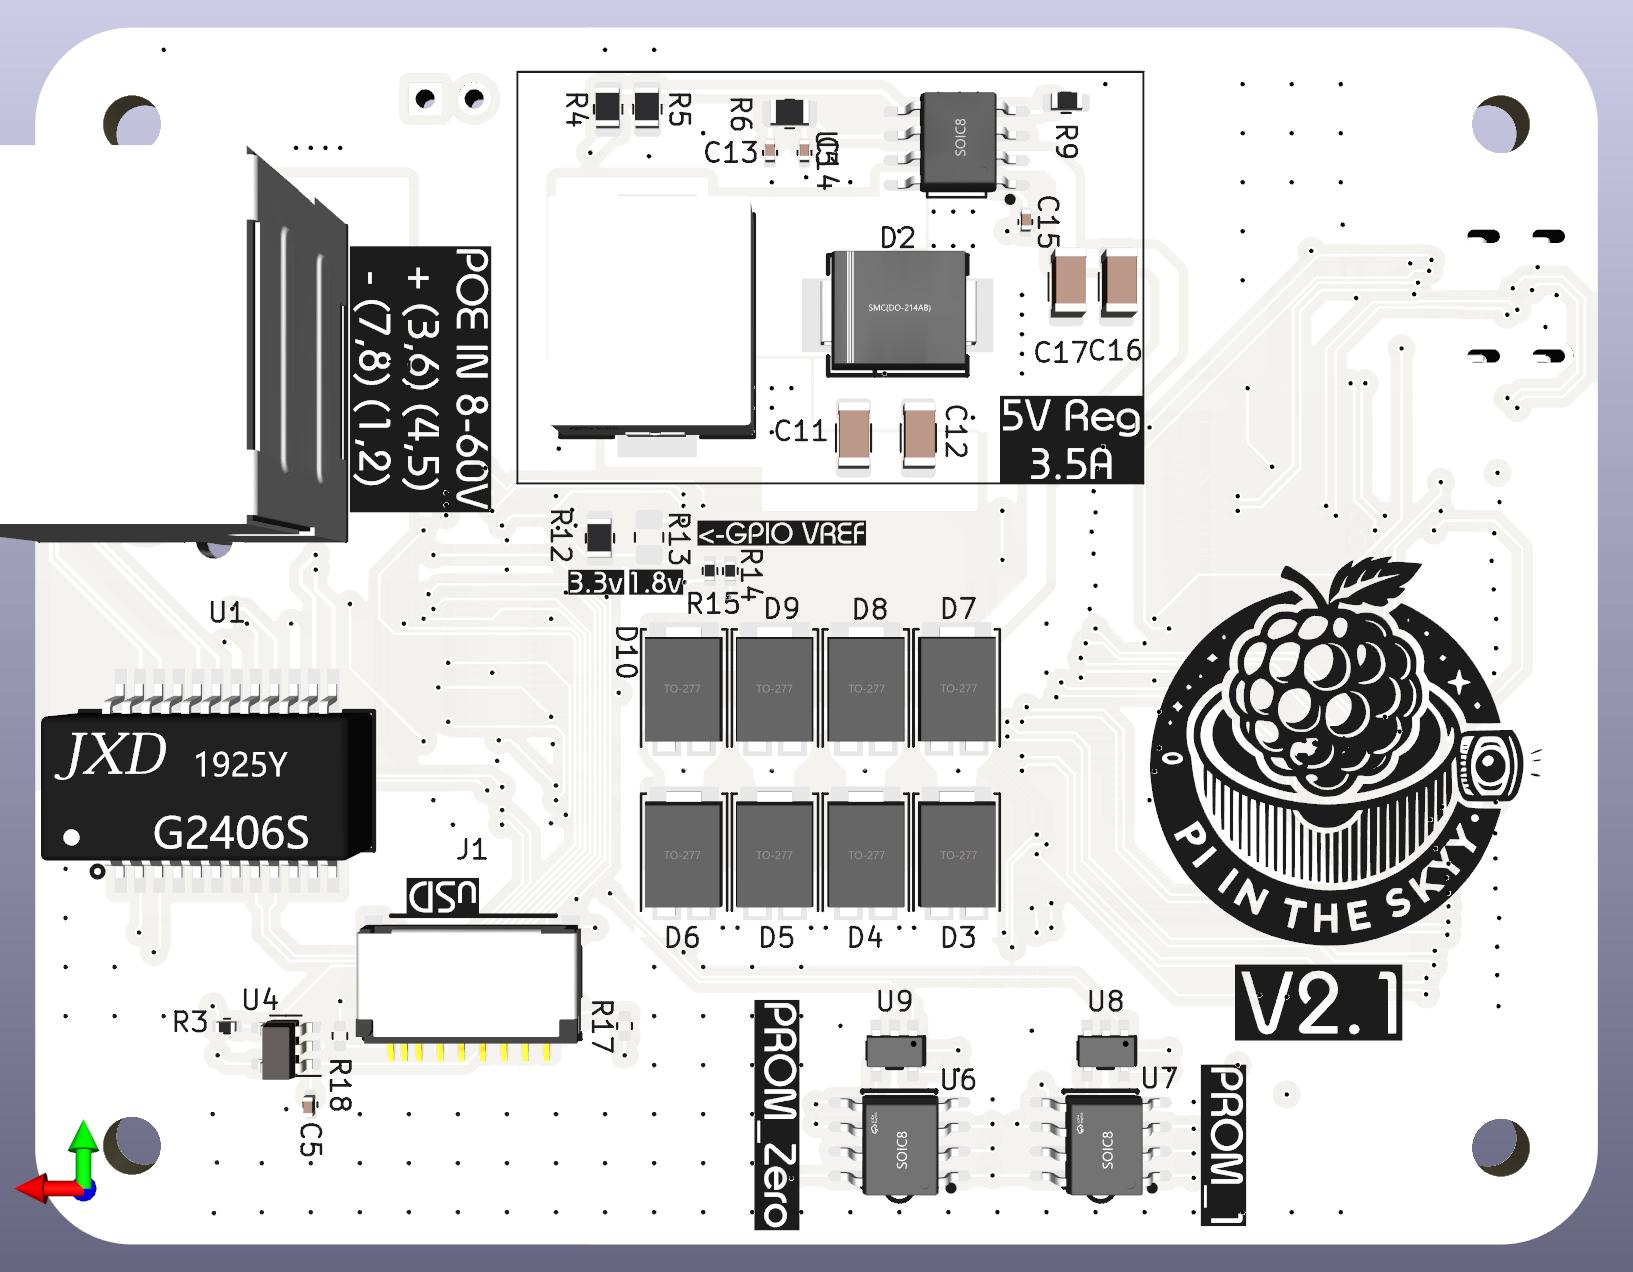 R4
R5
R6
C13
C14
SOIC8
R9
C15
D2
SMC(DO-214AB)
C17
C16
C11
C12
5V Reg
3.5A
POE IN 8-60V
+ (3,6) (4,5)
- (7,8) (1,2)
R12
R13
<-GPIO VREF
3.3v
1.8v
R14
R15
D10
D9
D8
D7
TO-277
TO-277
TO-277
TO-277
TO-277
TO-277
TO-277
TO-277
D6
D5
D4
D3
U1
JXD 1925Y
G2406S
J1
uSD
R3
U4
R18
C5
R17
PI IN THE SKYY
V2.1
PROM_Zero
U9
U6
SOIC8
U8
U7
SOIC8
PROM_1